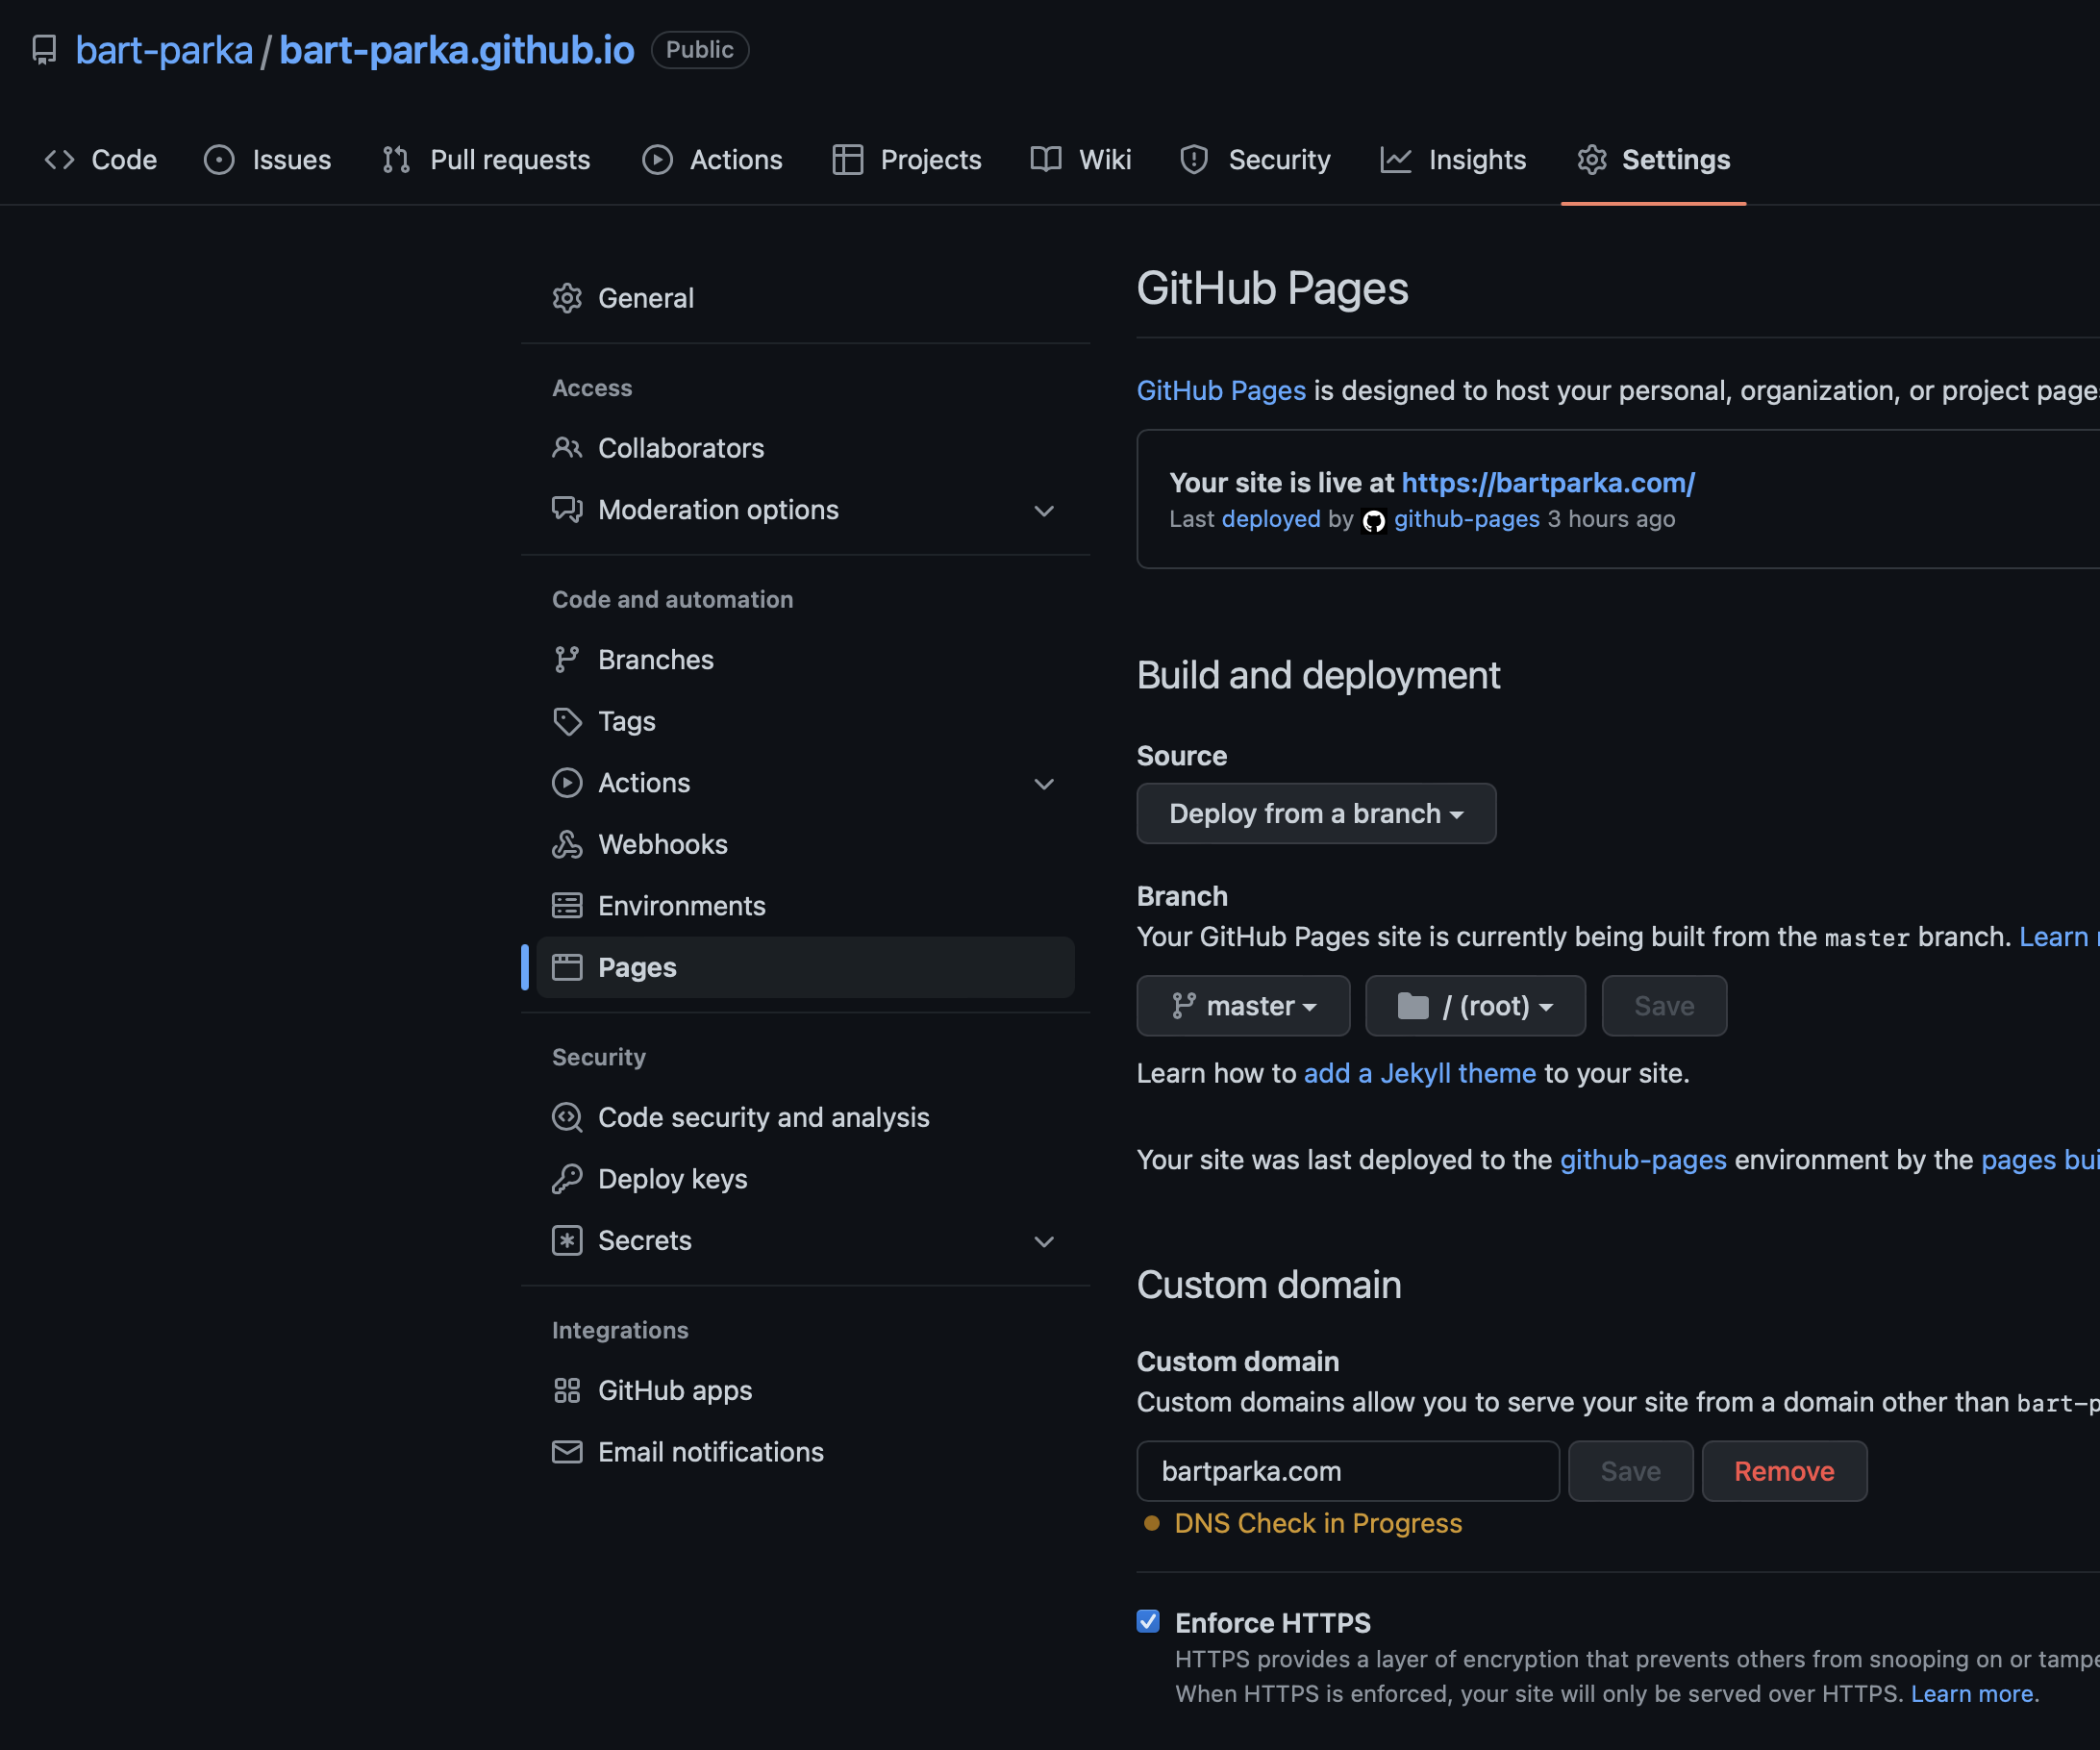 bart-parka / bart-parka.github.io Public
Code Issues Pull requests Actions Projects Wiki Security Insights Settings
General
Access
Collaborators
Moderation options
Code and automation
Branches
Tags
Actions
Webhooks
Environments
Pages
Security
Code security and analysis
Deploy keys
Secrets
Integrations
GitHub apps
Email notifications
GitHub Pages
GitHub Pages is designed to host your personal, organization, or project page
Your site is live at https://bartparka.com/
Last deployed by github-pages 3 hours ago
Build and deployment
Source
Deploy from a branch
Branch
Your GitHub Pages site is currently being built from the master branch. Learn
master / (root) Save
Learn how to add a Jekyll theme to your site.
Your site was last deployed to the github-pages environment by the pages bui
Custom domain
Custom domain
Custom domains allow you to serve your site from a domain other than bart-p
bartparka.com Save Remove
DNS Check in Progress
Enforce HTTPS
HTTPS provides a layer of encryption that prevents others from snooping on or tampe
When HTTPS is enforced, your site will only be served over HTTPS. Learn more.